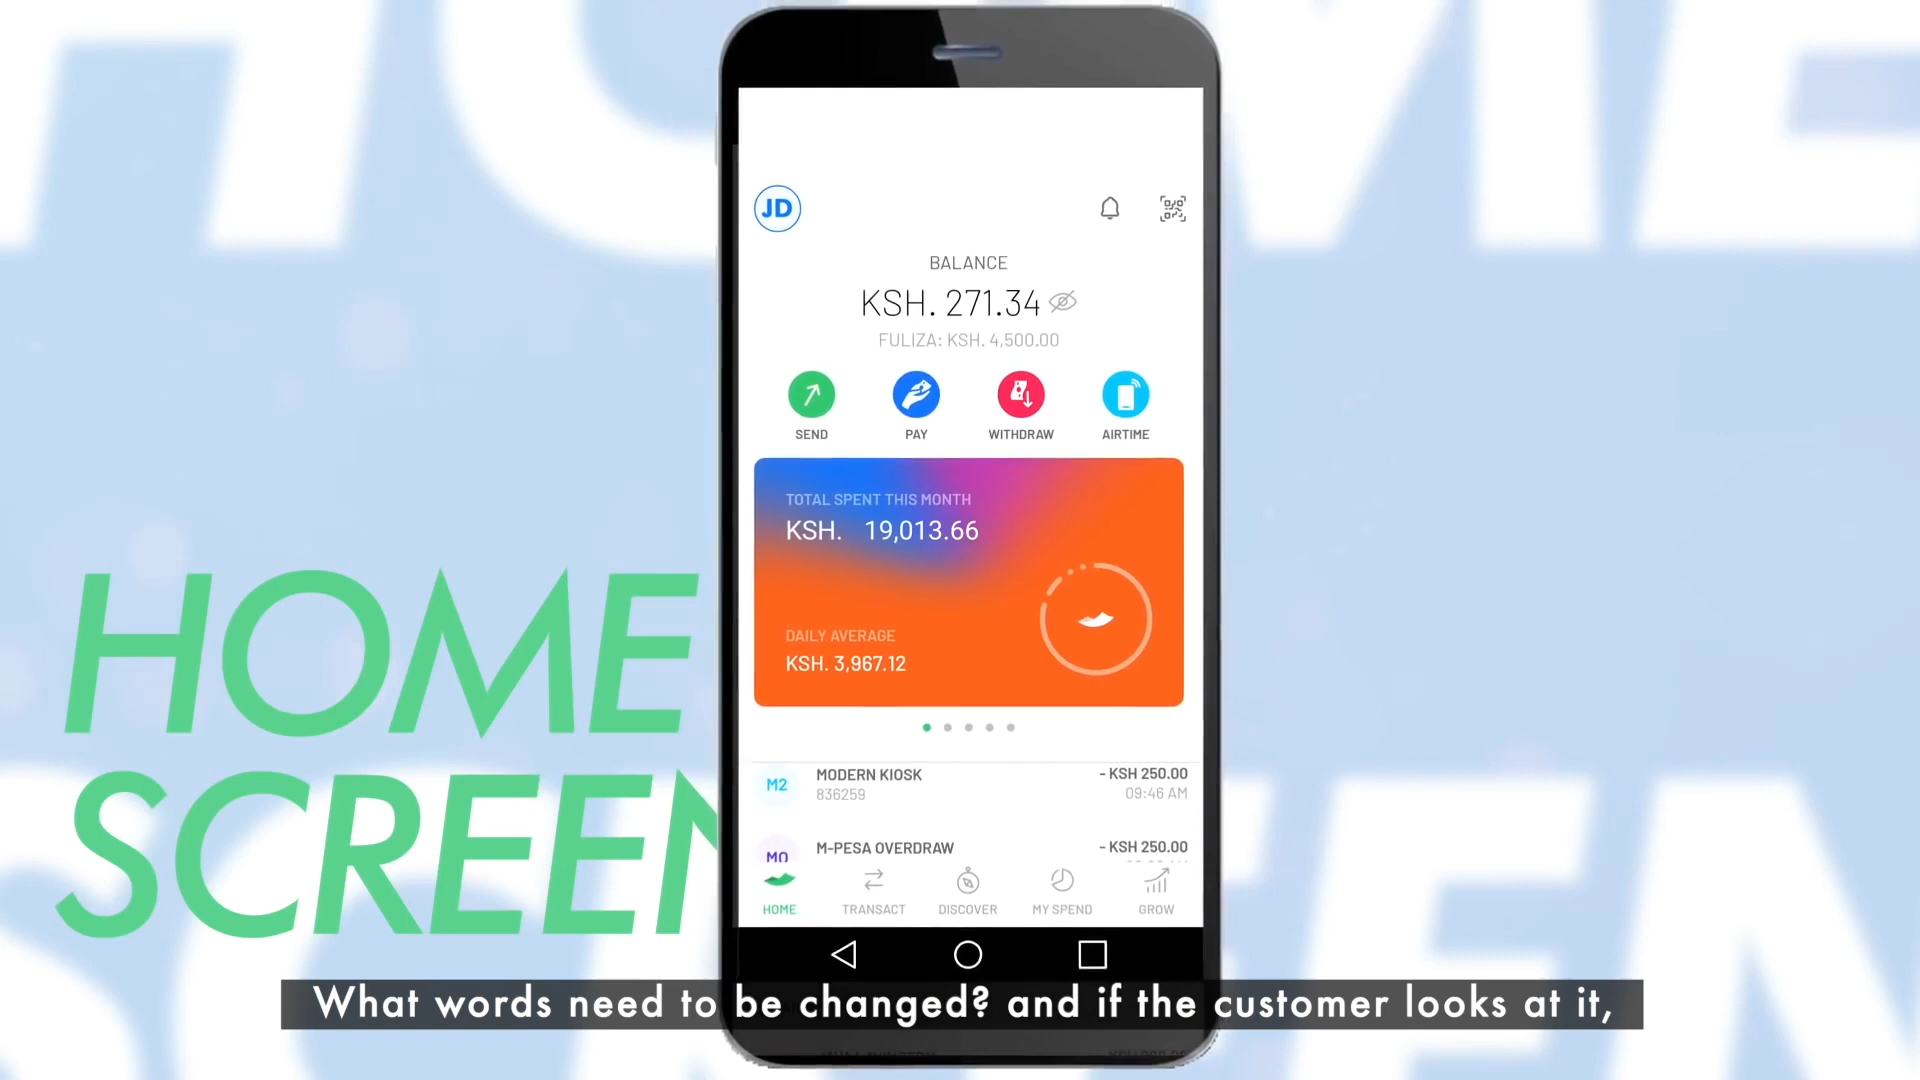 HOME
SCREEN
JD
BALANCE
KSH. 271.34
FULIZA: KSH. 4,500.00
SEND PAY WITHDRAW AIRTIME
TOTAL SPENT THIS MONTH
KSH. 19,013.66
DAILY AVERAGE
KSH. 3,967.12
M2 MODERN KIOSK - KSH 250.00
836259 09:46 AM
MO M-PESA OVERDRAW - KSH 250.00
HOME TRANSACT DISCOVER MY SPEND GROW
HOME
SCREEN
What words need to be changed? and if the customer looks at it,